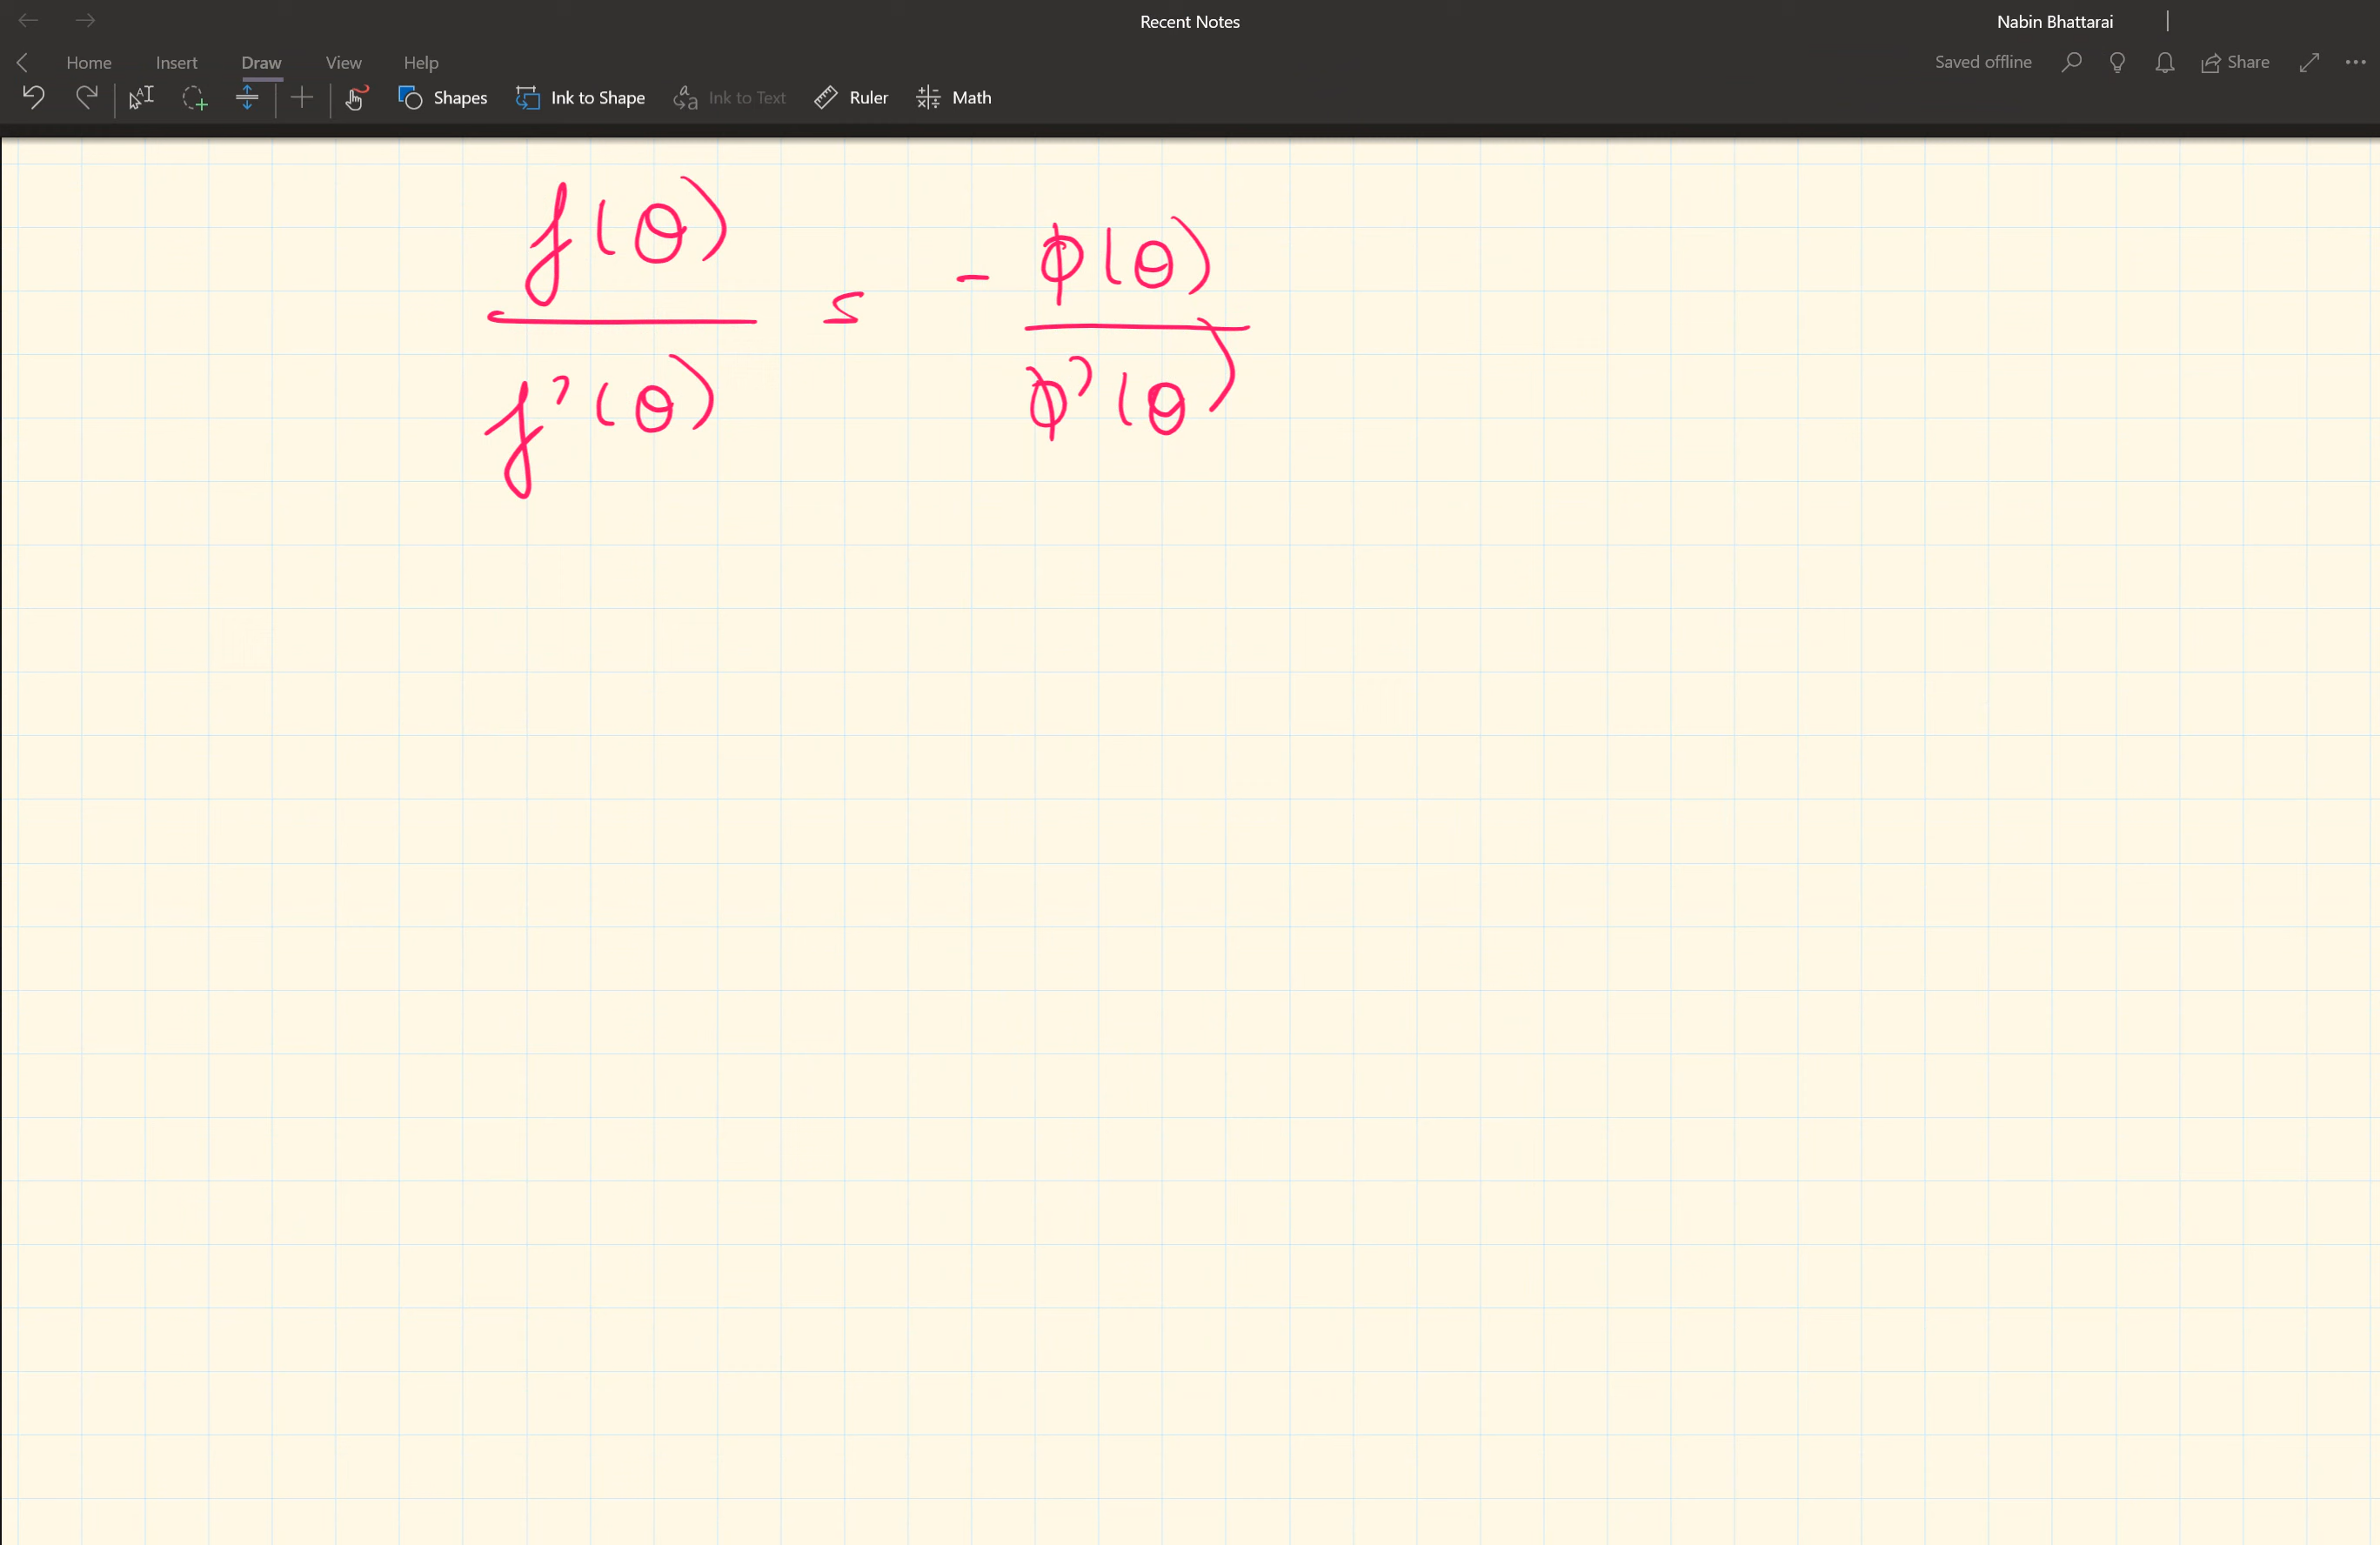 Recent Notes Nabin Bhattarai
Home Insert Draw View Help Saved offline Share
Shapes Ink to Shape Ink to Text Ruler Math
f(θ) / f'(θ) = - φ(θ) / φ'(θ)